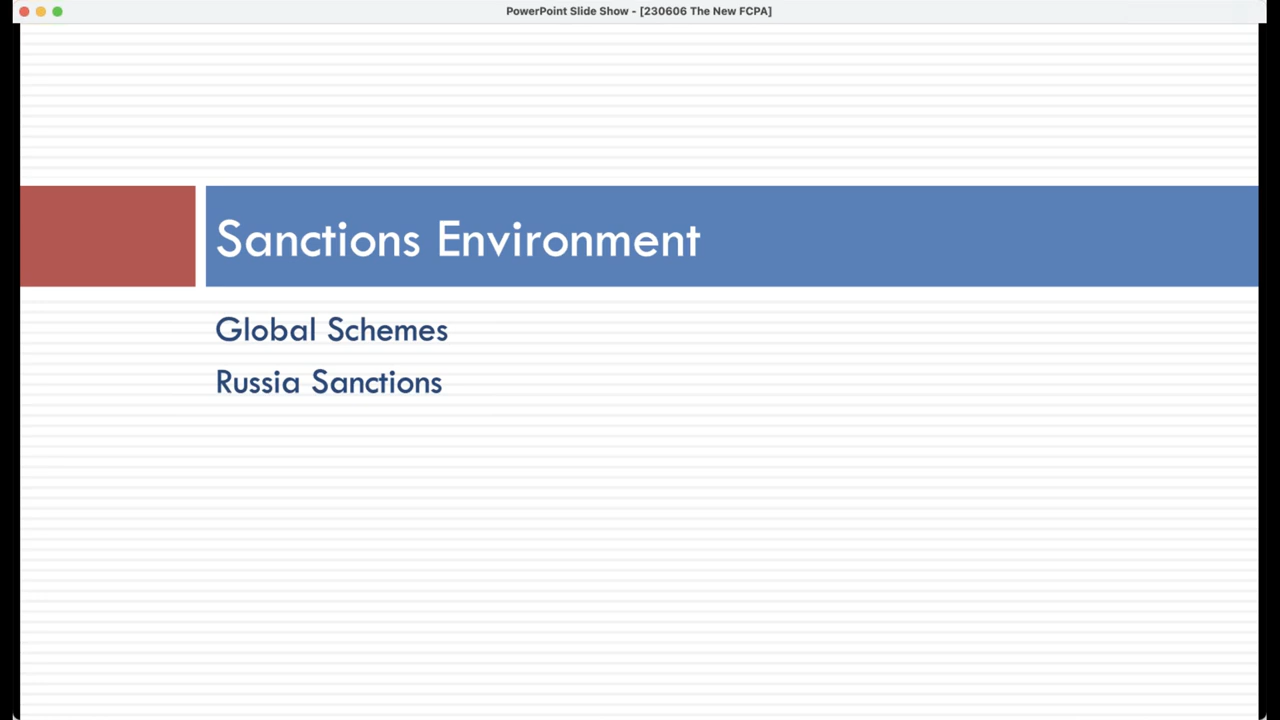 PowerPoint Slide Show - [230606 The New FCPA]
Sanctions Environment
Global Schemes
Russia Sanctions